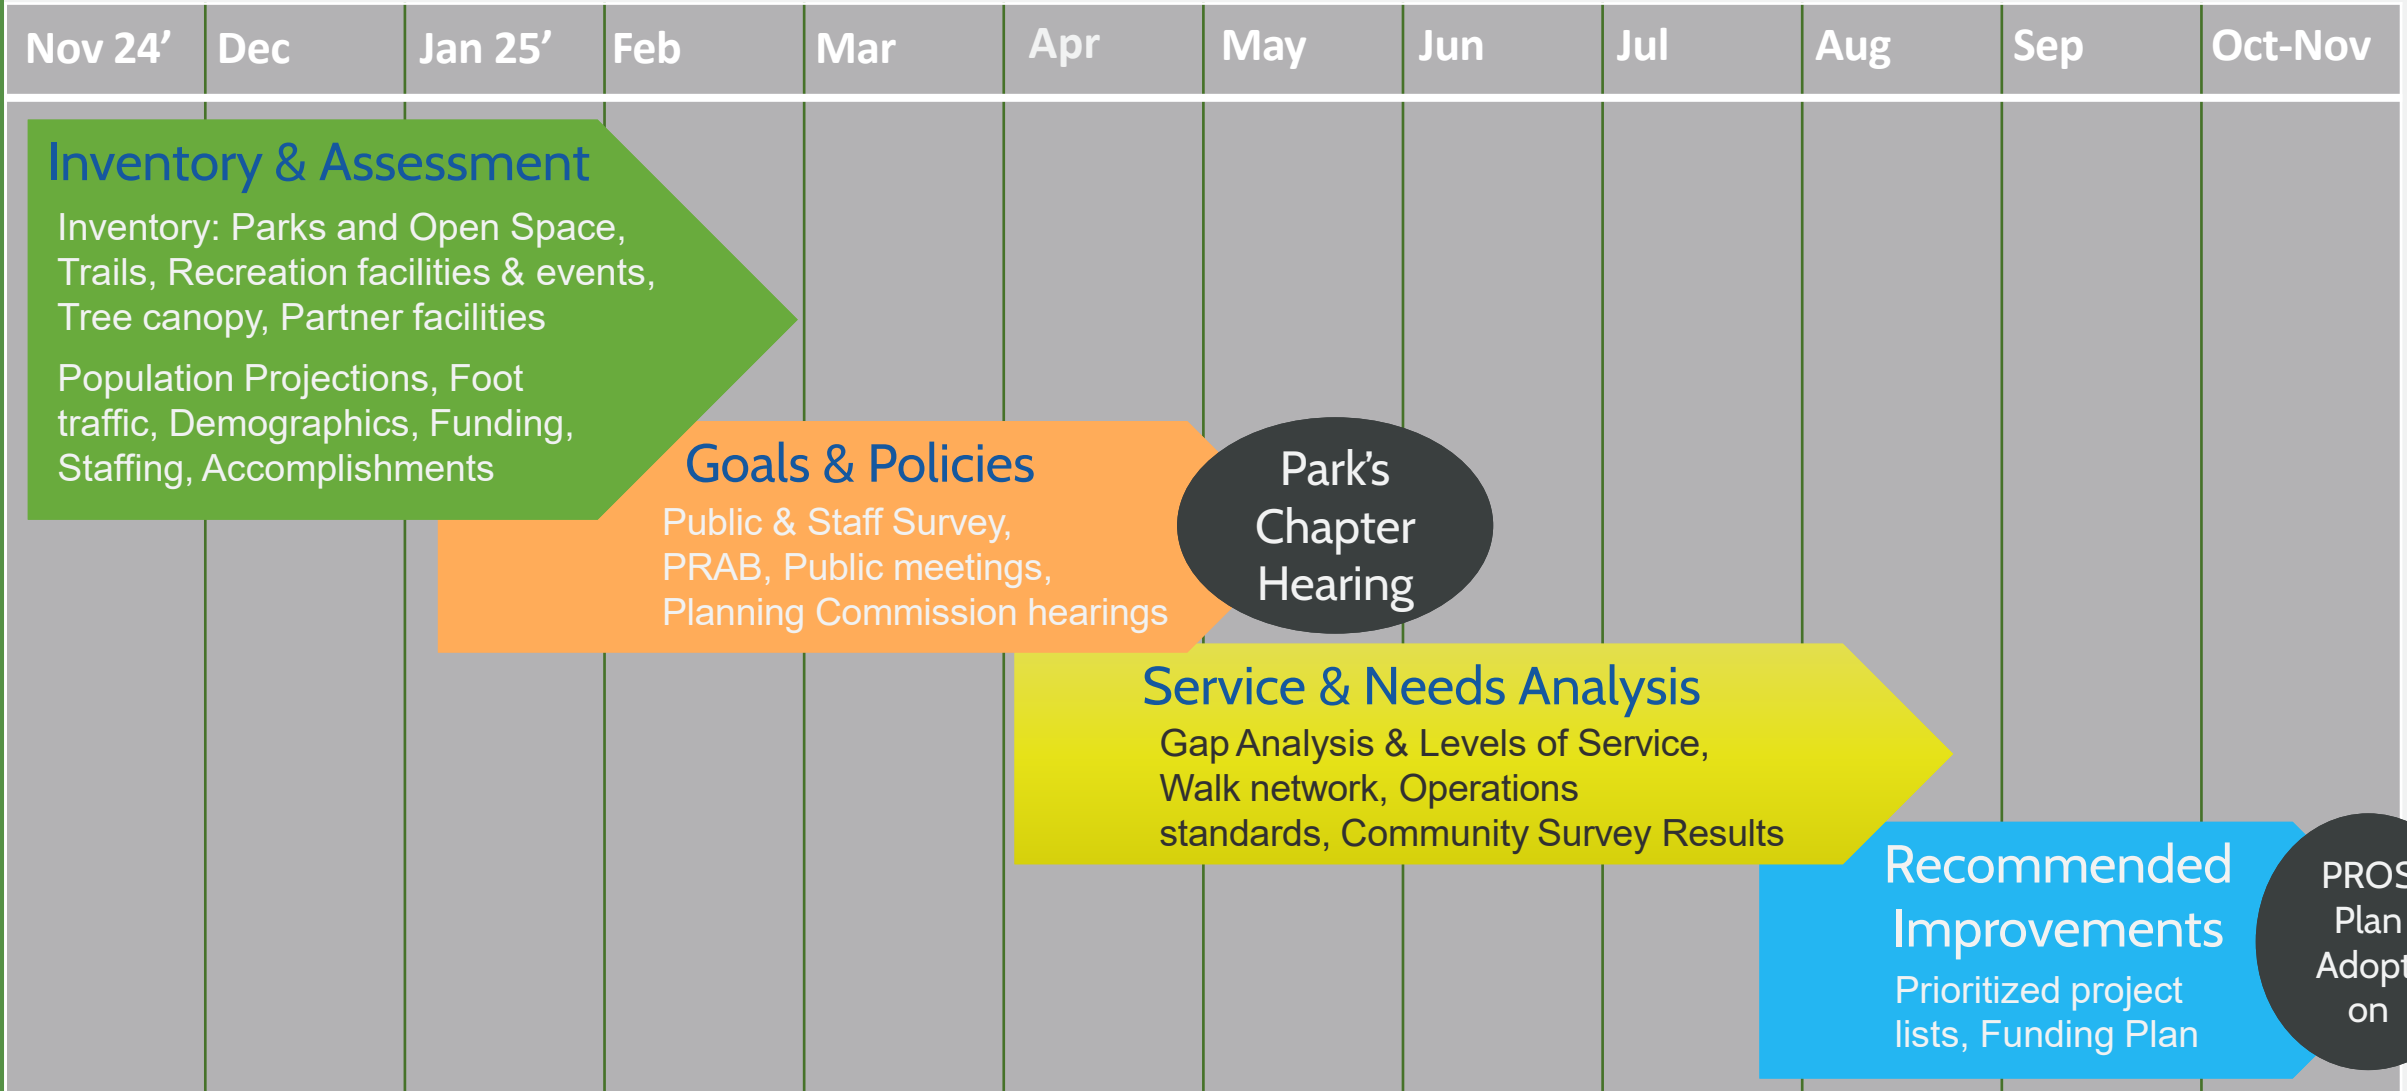 Nov 24’ Dec Jan 25’ Feb Mar Apr May Jun Jul Aug Sep Oct-Nov
Inventory & Assessment
Inventory: Parks and Open Space,
Trails, Recreation facilities & events,
Tree canopy, Partner facilities
Population Projections, Foot
traffic, Demographics, Funding,
Staffing, Accomplishments
Goals & Policies
Public & Staff Survey,
PRAB, Public meetings,
Planning Commission hearings
Park’s
Chapter
Hearing
Service & Needs Analysis
Gap Analysis & Levels of Service,
Walk network, Operations
standards, Community Survey Results
Recommended
Improvements
Prioritized project
lists, Funding Plan
PROS
Plan
Adopt
on